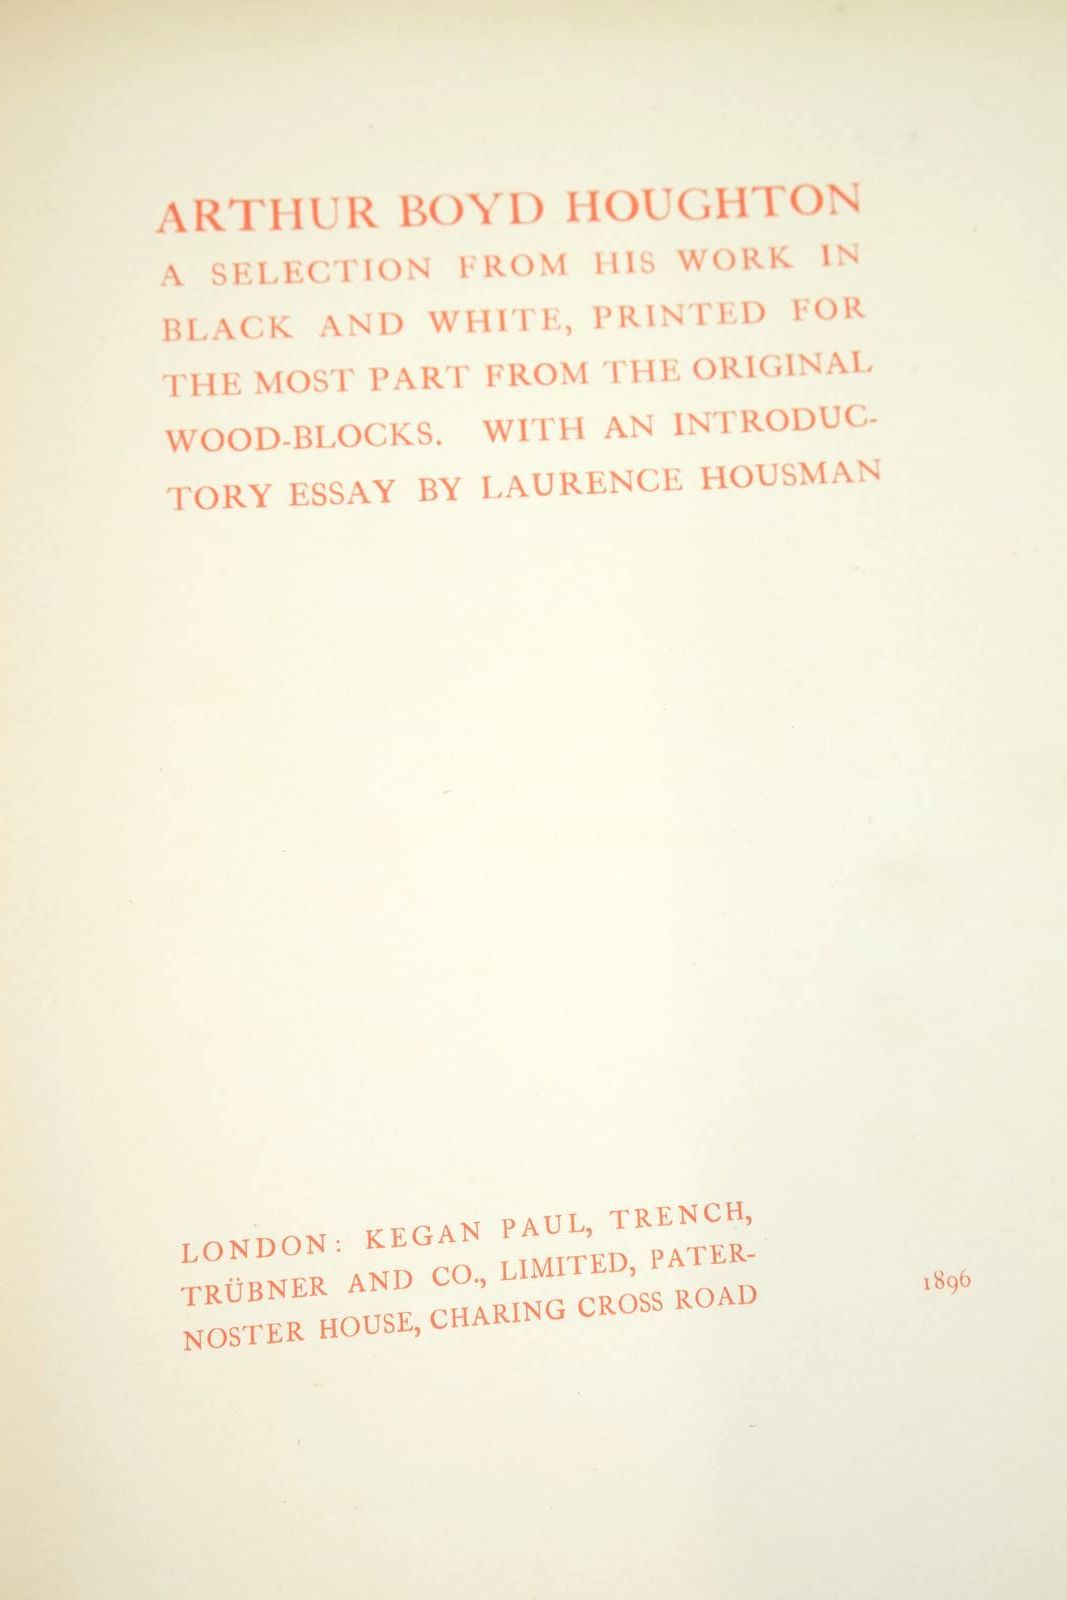 ARTHUR BOYD HOUGHTON
A SELECTION FROM HIS WORK IN
BLACK AND WHITE, PRINTED FOR
THE MOST PART FROM THE ORIGINAL
WOOD-BLOCKS. WITH AN INTRODUC-
TORY ESSAY BY LAURENCE HOUSMAN
LONDON: KEGAN PAUL, TRENCH,
TRÜBNER AND CO., LIMITED, PATER-
NOSTER HOUSE, CHARING CROSS ROAD
1896